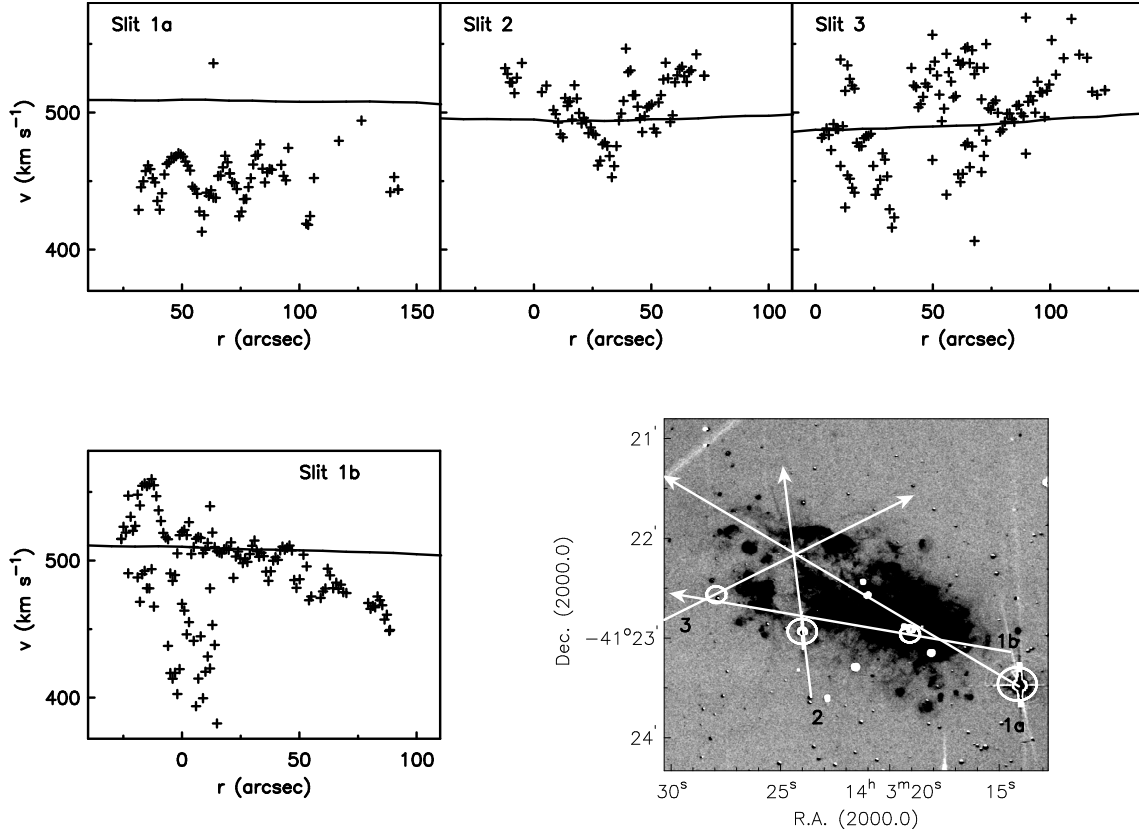 Slit 1a
Slit 2
Slit 3
500
400
v (km s⁻¹)
50 100 150
0 50 100
0 50 100
r (arcsec)
r (arcsec)
r (arcsec)
Slit 1b
500
400
v (km s⁻¹)
0 50 100
r (arcsec)
21'
22'
−41°23'
24'
Dec. (2000.0)
3
2
1b
1a
30ˢ 25ˢ 14ʰ 3ᵐ20ˢ 15ˢ
R.A. (2000.0)